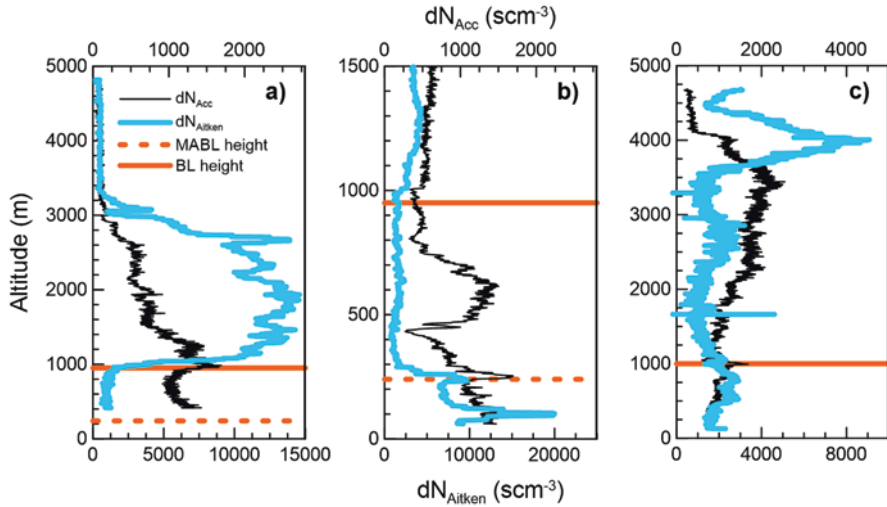 dN_Acc (scm⁻³)
0 1000 2000
0 1000 2000
0 2000 4000
5000
4000
3000
2000
1000
0
a)
dN_Acc
dN_Aitken
MABL height
BL height
Altitude (m)
0 5000 10000 15000
1500
1000
500
0
b)
0 10000 20000
5000
4000
3000
2000
1000
0
c)
0 4000 8000
dN_Aitken (scm⁻³)